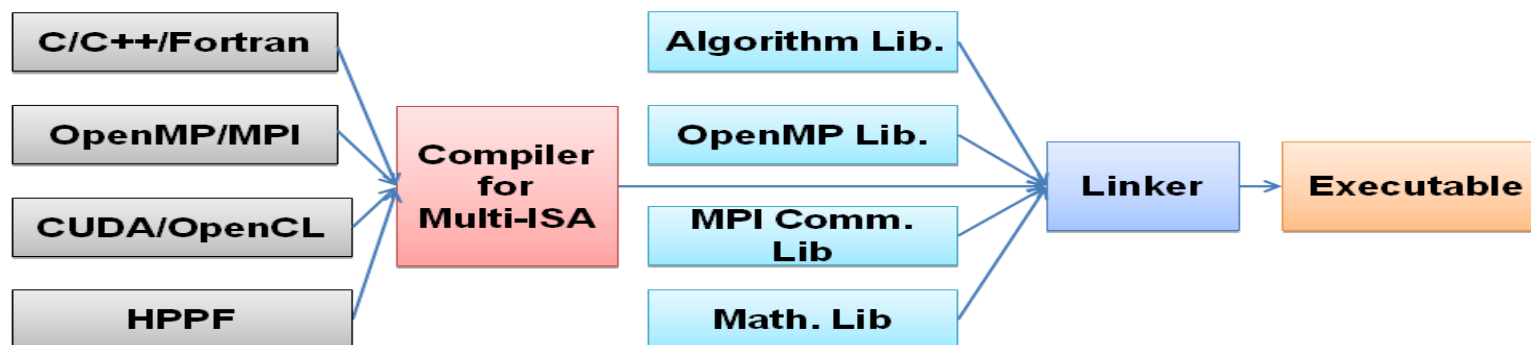 C/C++/Fortran
OpenMP/MPI
CUDA/OpenCL
HPPF
Compiler
for
Multi-ISA
Algorithm Lib.
OpenMP Lib.
MPI Comm.
Lib
Math. Lib
Linker
Executable